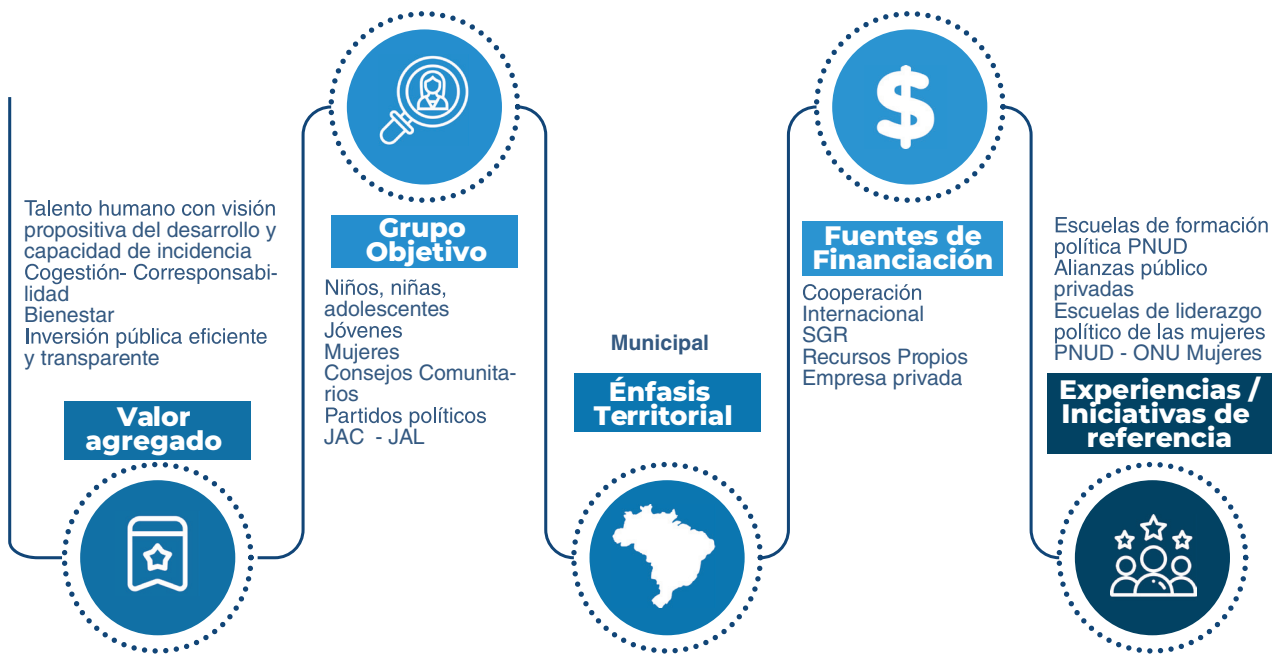 Talento humano con visión
propositiva del desarrollo y
capacidad de incidencia
Cogestión- Corresponsabi-
lidad
Bienestar
Inversión pública eficiente
y transparente
Valor
agregado
Grupo
Objetivo
Niños, niñas,
adolescentes
Jóvenes
Mujeres
Consejos Comunita-
rios
Partidos políticos
JAC - JAL
Municipal
Énfasis
Territorial
$
Fuentes de
Financiación
Cooperación
Internacional
SGR
Recursos Propios
Empresa privada
Escuelas de formación
política PNUD
Alianzas público
privadas
Escuelas de liderazgo
político de las mujeres
PNUD - ONU Mujeres
Experiencias /
Iniciativas de
referencia